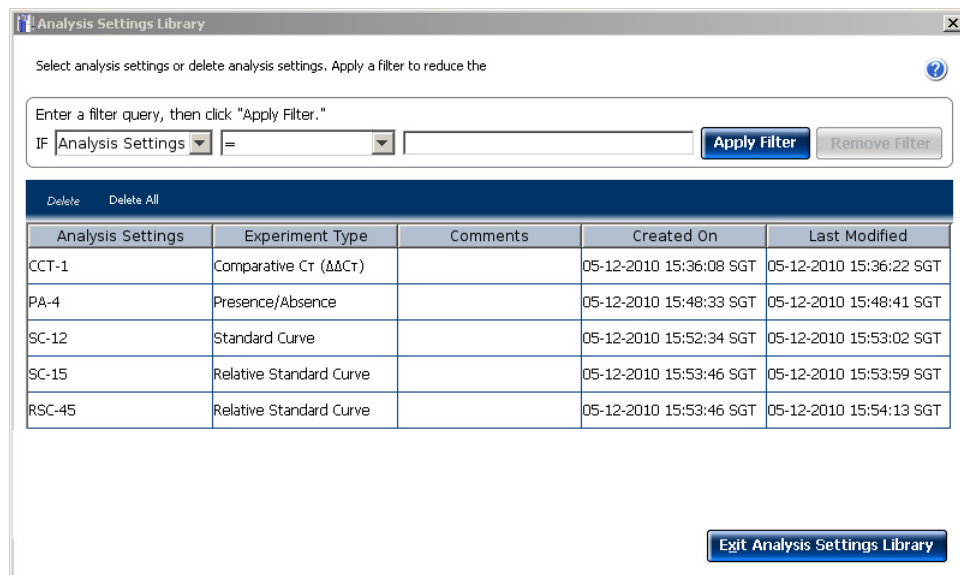 Analysis Settings Library
Select analysis settings or delete analysis settings. Apply a filter to reduce the
Enter a filter query, then click "Apply Filter."
IF Analysis Settings = Apply Filter Remove Filter
Delete Delete All
Analysis Settings Experiment Type Comments Created On Last Modified
CCT-1 Comparative Cᴛ (ΔΔCᴛ) 05-12-2010 15:36:08 SGT 05-12-2010 15:36:22 SGT
PA-4 Presence/Absence 05-12-2010 15:48:33 SGT 05-12-2010 15:48:41 SGT
SC-12 Standard Curve 05-12-2010 15:52:34 SGT 05-12-2010 15:53:02 SGT
SC-15 Relative Standard Curve 05-12-2010 15:53:46 SGT 05-12-2010 15:53:59 SGT
RSC-45 Relative Standard Curve 05-12-2010 15:53:46 SGT 05-12-2010 15:54:13 SGT
Exit Analysis Settings Library